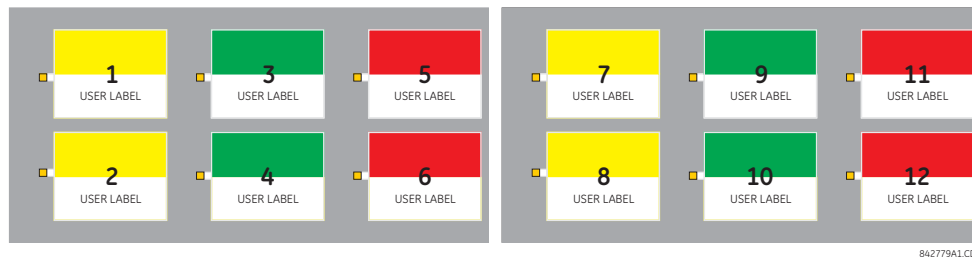 1
USER LABEL
3
USER LABEL
5
USER LABEL
7
USER LABEL
9
USER LABEL
11
USER LABEL
2
USER LABEL
4
USER LABEL
6
USER LABEL
8
USER LABEL
10
USER LABEL
12
USER LABEL
842779A1.CD